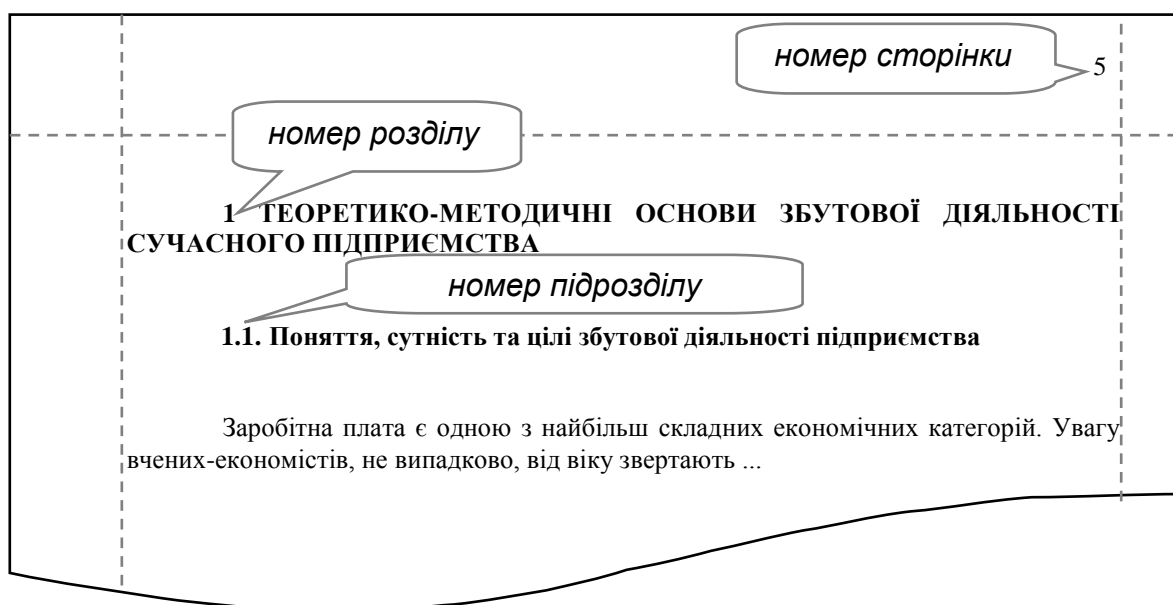 номер сторінки
5
номер розділу
1 ТЕОРЕТИКО-МЕТОДИЧНІ ОСНОВИ ЗБУТОВОЇ ДІЯЛЬНОСТІ
СУЧАСНОГО ПІДПРИЄМСТВА
номер підрозділу
1.1. Поняття, сутність та цілі збутової діяльності підприємства
Заробітна плата є одною з найбільш складних економічних категорій. Увагу
вчених-економістів, не випадково, від віку звертають ...